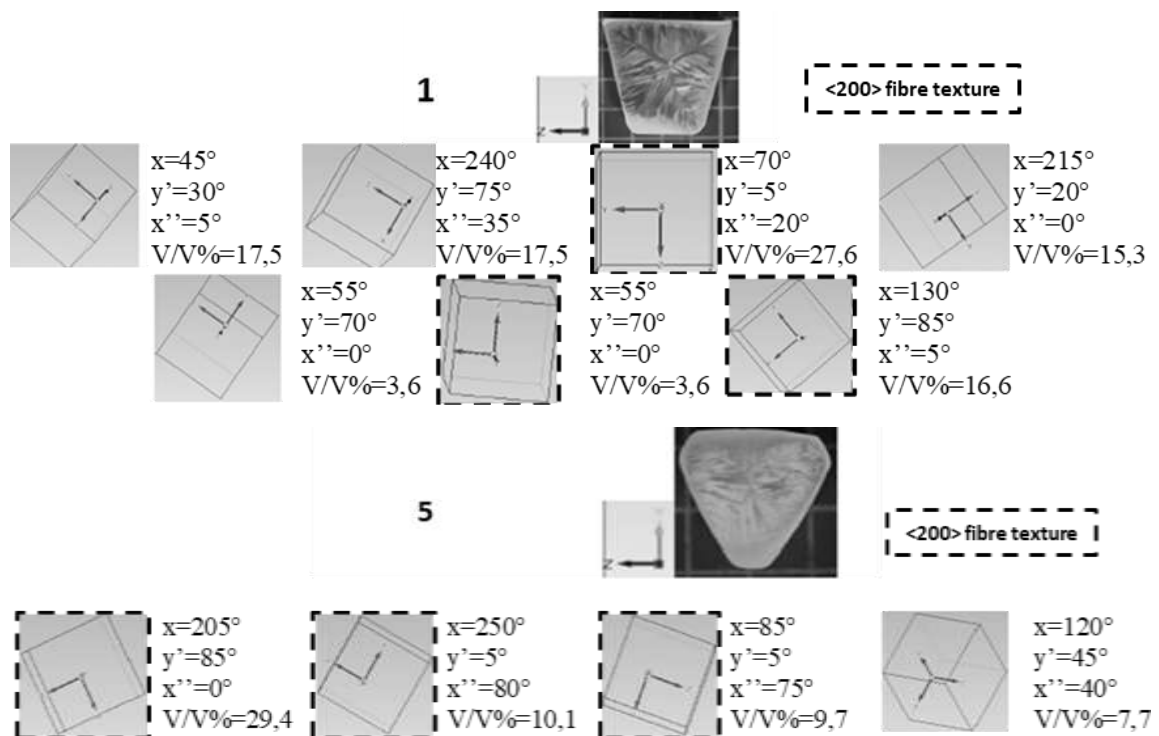 1
<200> fibre texture
x=45°
y’=30°
x’’=5°
V/V%=17,5
x=240°
y’=75°
x’’=35°
V/V%=17,5
x=70°
y’=5°
x’’=20°
V/V%=27,6
x=215°
y’=20°
x’’=0°
V/V%=15,3
x=55°
y’=70°
x’’=0°
V/V%=3,6
x=55°
y’=70°
x’’=0°
V/V%=3,6
x=130°
y’=85°
x’’=5°
V/V%=16,6
5
<200> fibre texture
x=205°
y’=85°
x’’=0°
V/V%=29,4
x=250°
y’=5°
x’’=80°
V/V%=10,1
x=85°
y’=5°
x’’=75°
V/V%=9,7
x=120°
y’=45°
x’’=40°
V/V%=7,7